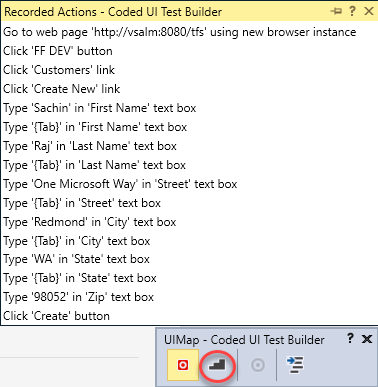 Recorded Actions - Coded UI Test Builder
Go to web page 'http://vsalm:8080/tfs' using new browser instance
Click 'FF DEV' button
Click 'Customers' link
Click 'Create New' link
Type 'Sachin' in 'First Name' text box
Type '{Tab}' in 'First Name' text box
Type 'Raj' in 'Last Name' text box
Type '{Tab}' in 'Last Name' text box
Type 'One Microsoft Way' in 'Street' text box
Type '{Tab}' in 'Street' text box
Type 'Redmond' in 'City' text box
Type '{Tab}' in 'City' text box
Type 'WA' in 'State' text box
Type '{Tab}' in 'State' text box
Type '98052' in 'Zip' text box
Click 'Create' button
UIMap - Coded UI Test Builder